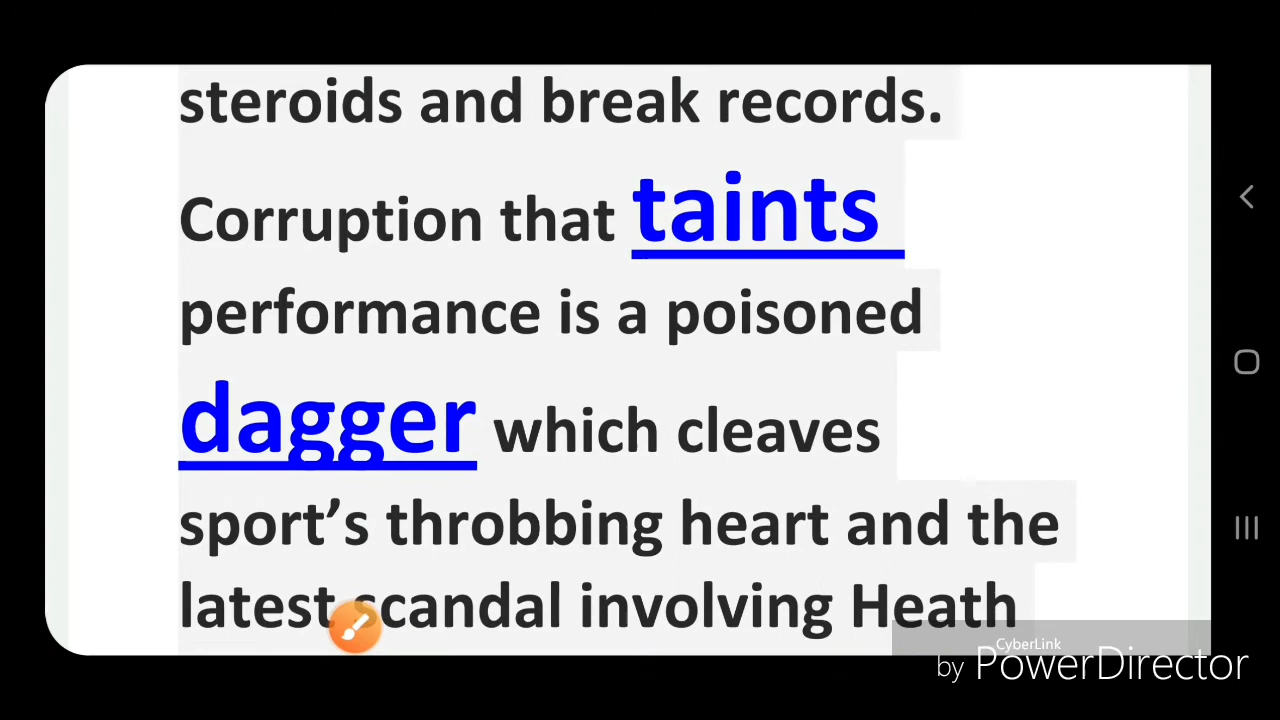 steroids and break records.
Corruption that taints
performance is a poisoned
dagger which cleaves
sport’s throbbing heart and the
latest scandal involving Heath
CyberLink
by PowerDirector